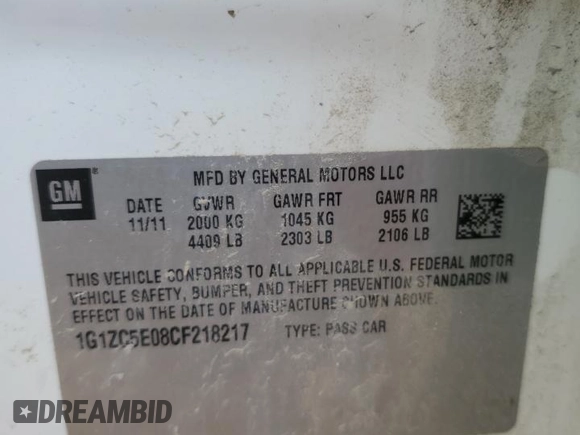 MFD BY GENERAL MOTORS LLC
GM
®
DATE GVWR GAWR FRT GAWR RR
11/11 2000 KG 1045 KG 955 KG
4409 LB 2303 LB 2106 LB
THIS VEHICLE CONFORMS TO ALL APPLICABLE U.S. FEDERAL MOTOR
VEHICLE SAFETY, BUMPER, AND THEFT PREVENTION STANDARDS IN
EFFECT ON THE DATE OF MANUFACTURE SHOWN ABOVE.
1G1ZC5E08CF218217 TYPE: PASS CAR
DREAMBID